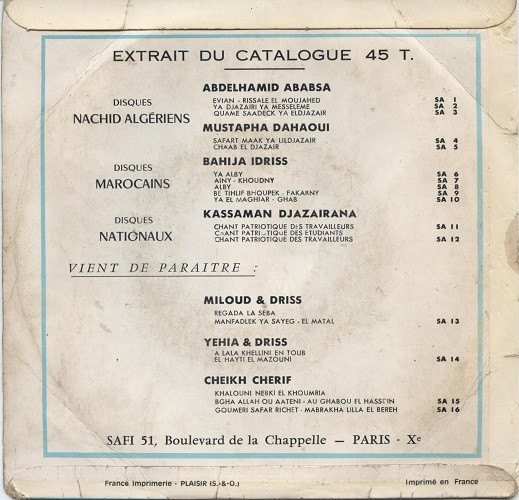 EXTRAIT DU CATALOGUE 45 T.
DISQUES
NACHID ALGÉRIENS
ABDELHAMID ABABSA
EVIAN - RISSALE EL MOUJAHED SA 1
YA DJAZAIRI YA MESSELEME SA 2
QUAME SAADECK YA ELDJAZAIR SA 3
MUSTAPHA DAHAOUI
SAFART MAAK YA LILDJAZAIR SA 4
CHAAB EL DJAZAIR SA 5
DISQUES
MAROCAINS
BAHIJA IDRISS
YA ALBY SA 6
AINY - KHOUDNY SA 7
ALBY SA 8
BE TIHLIF BHOUPEK - FAKARNY SA 9
YA EL MAGHIAR - GHAB SA 10
DISQUES
NATIONAUX
KASSAMAN DJAZAIRANA
CHANT PATRIOTIQUE DES TRAVAILLEURS SA 11
CHANT PATRIOTIQUE DES ETUDIANTS
CHANT PATRIOTIQUE DES TRAVAILLEURS SA 12
VIENT DE PARAITRE :
MILOUD & DRISS
REGADA LA SEBA
MANFADLEK YA SAYEG - EL MATAL SA 13
YEHIA & DRISS
A LALA KHELLINI EN TOUB
EL HAYTI EL MAZOUNI SA 14
CHEIKH CHERIF
KHALOUNI NEBKI EL KHOUMRIA
BGHA ALLAH OU AATENI - AU GHABOU EL HASSEIN SA 15
GOUMERI SAFAR RICHET - MABRAKHA LILLA EL BEREH SA 16
SAFI 51, Boulevard de la Chappelle — PARIS - Xe
France Imprimerie - PLAISIR (S.-&-O.)
Imprimé en France